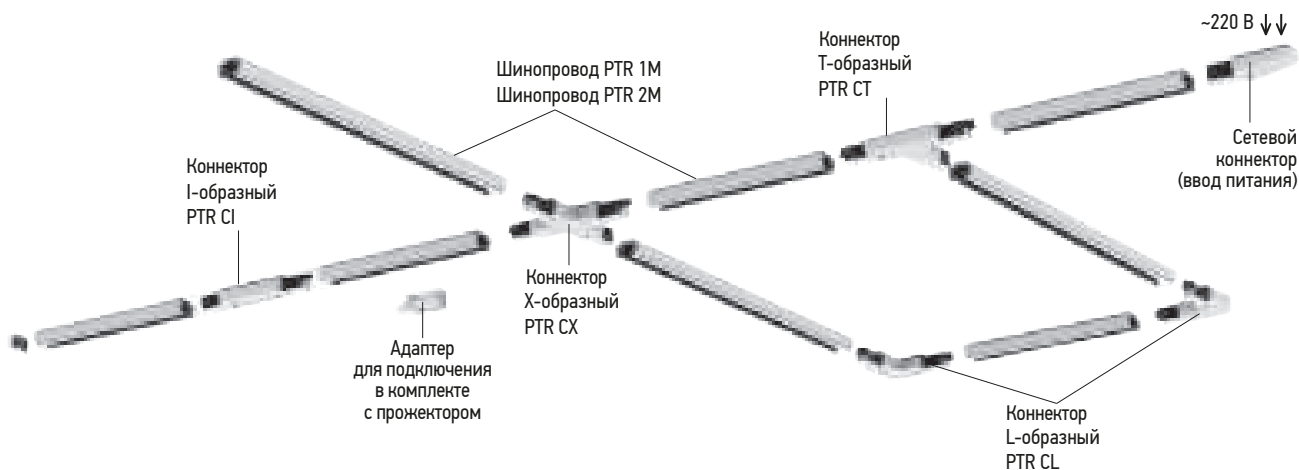 ~220 В
Коннектор
Т-образный
PTR CT
Шинопровод PTR 1M
Шинопровод PTR 2M
Сетевой
коннектор
(ввод питания)
Коннектор
I-образный
PTR CI
Коннектор
X-образный
PTR CX
Адаптер
для подключения
в комплекте
с прожектором
Коннектор
L-образный
PTR CL